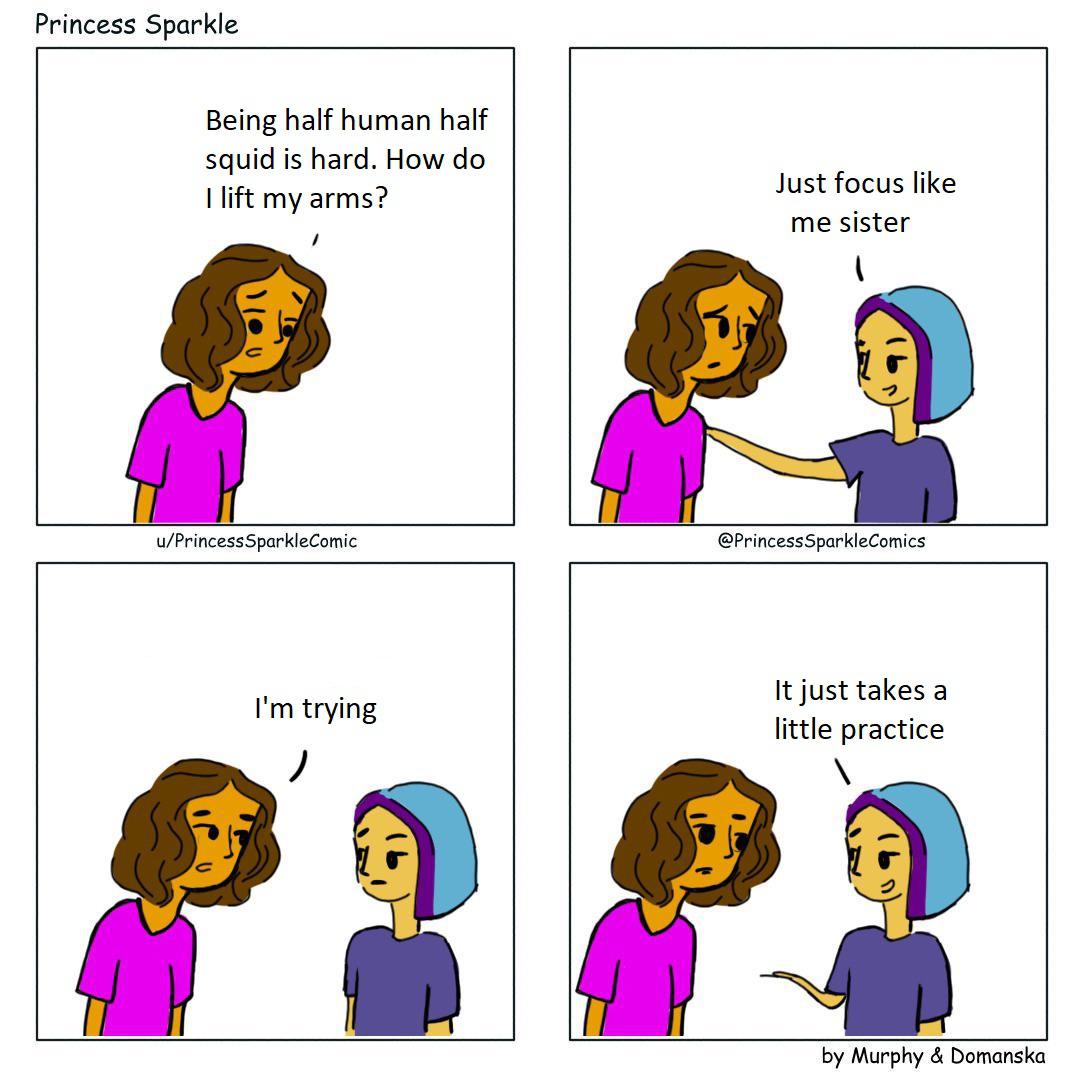 Princess Sparkle
Being half human half
squid is hard. How do
I lift my arms?
Just focus like
me sister
u/PrincessSparkleComic
@PrincessSparkleComics
I'm trying
It just takes a
little practice
by Murphy & Domanska